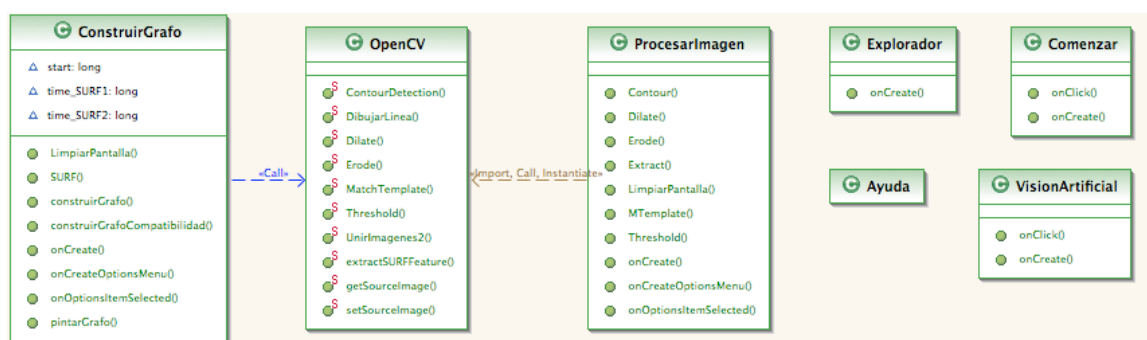 ConstruirGrafo
start: long
time_SURF1: long
time_SURF2: long
LimpiarPantalla()
SURF()
construirGrafo()
construirGrafoCompatibilidad()
onCreate()
onCreateOptionsMenu()
onOptionsItemSelected()
pintarGrafo()
«Call»
OpenCV
ContourDetection()
DibujarLinea()
Dilate()
Erode()
MatchTemplate()
Threshold()
UnirImagenes2()
extractSURFFeature()
getSourceImage()
setSourceImage()
«Import, Call, Instantiate»
ProcesarImagen
Contour()
Dilate()
Erode()
Extract()
LimpiarPantalla()
MTemplate()
Threshold()
onCreate()
onCreateOptionsMenu()
onOptionsItemSelected()
Explorador
onCreate()
Comenzar
onClick()
onCreate()
Ayuda
VisionArtificial
onClick()
onCreate()